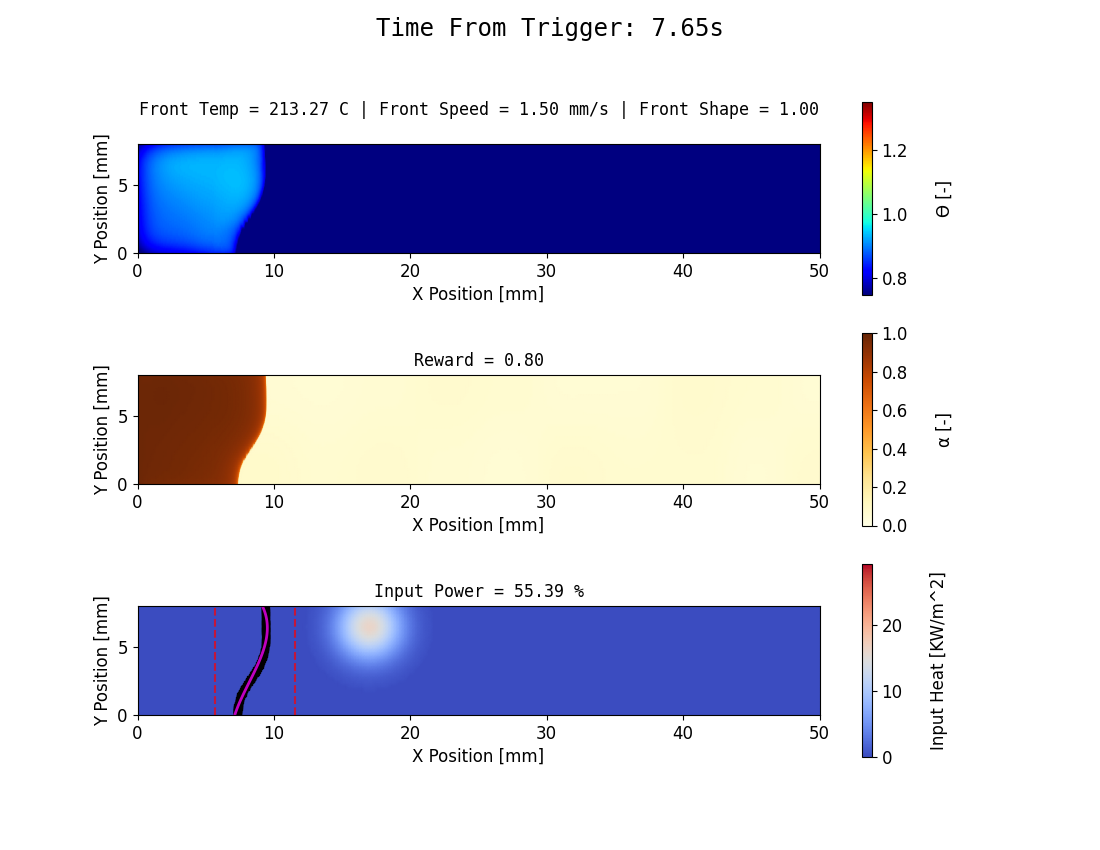 Time From Trigger: 7.65s
Front Temp = 213.27 C | Front Speed = 1.50 mm/s | Front Shape = 1.00
Y Position [mm]
5
0
0 10 20 30 40 50
X Position [mm]
1.2
1.0
0.8
Θ [-]
Reward = 0.80
Y Position [mm]
5
0
0 10 20 30 40 50
X Position [mm]
1.0
0.8
0.6
0.4
0.2
0.0
α [-]
Input Power = 55.39 %
Y Position [mm]
5
0
0 10 20 30 40 50
X Position [mm]
20
10
0
Input Heat [KW/m^2]